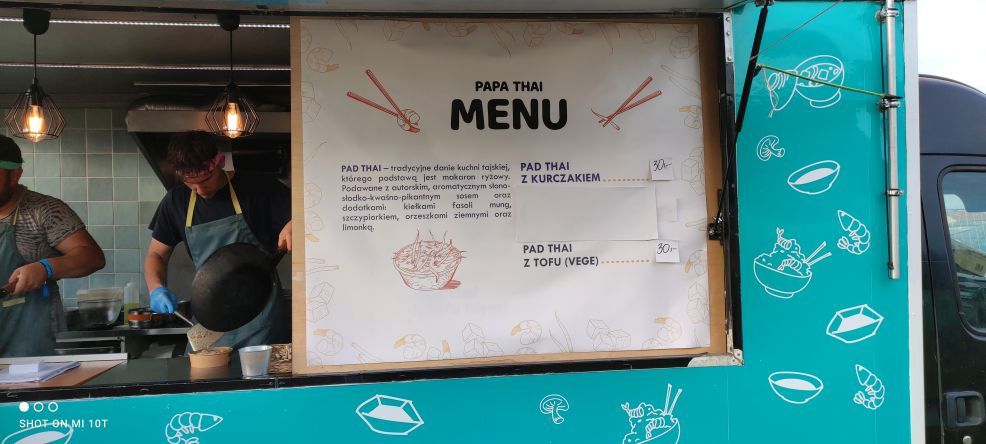 PAPA THAI
MENU
PAD THAI – tradycyjne danie kuchni tajskiej,
którego podstawą jest makaron ryżowy.
Podawane z autorskim, aromatycznym słono-
słodko-kwaśno-pikantnym sosem oraz
dodatkami: kiełkami fasoli mung,
szczypiorkiem, orzeszkami ziemnymi oraz
limonką.
PAD THAI
Z KURCZAKIEM 30,-
PAD THAI
Z TOFU (VEGE) 30,-
SHOT ON MI 10T